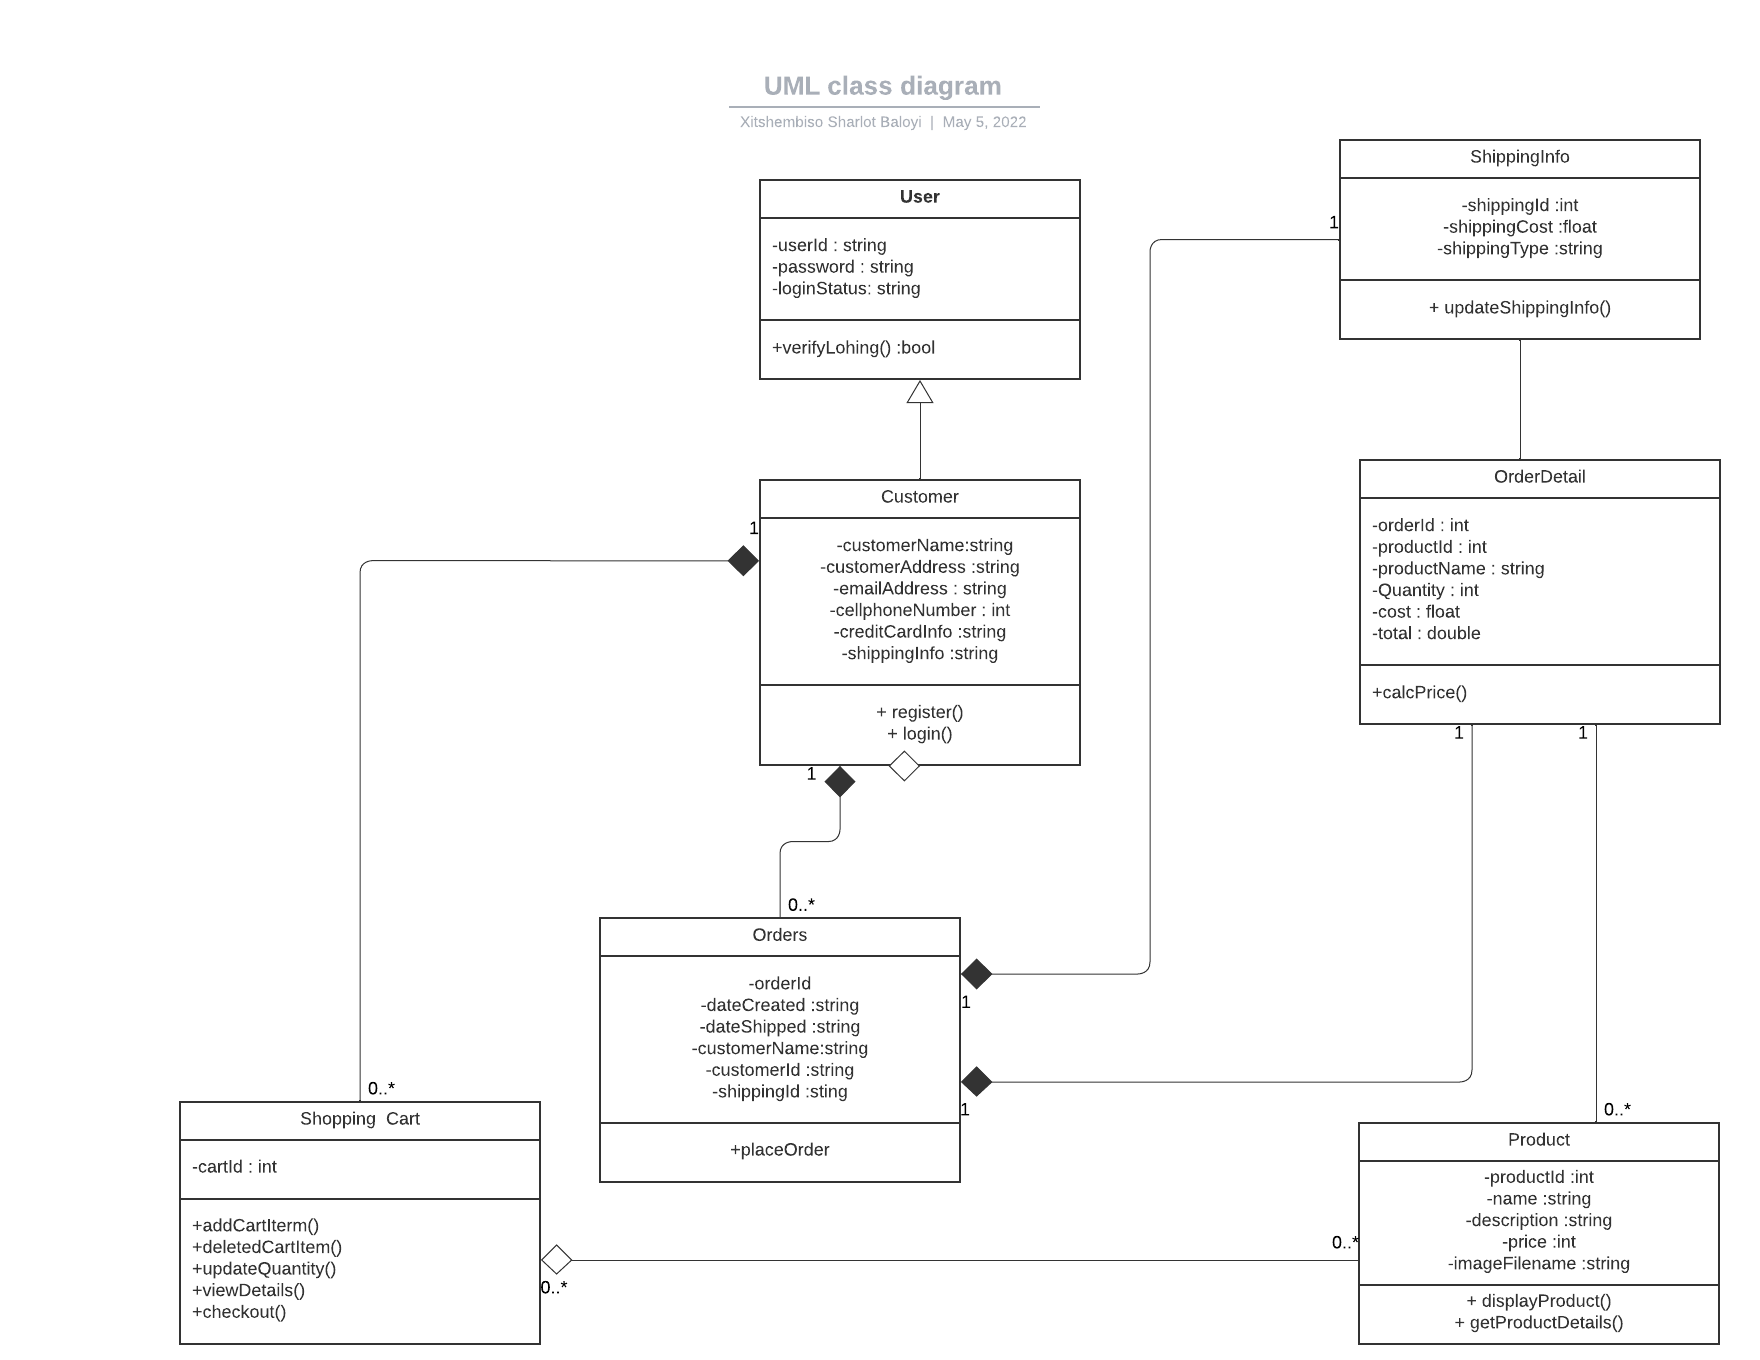 UML class diagram
Xitshembiso Sharlot Baloyi | May 5, 2022
User
-userId : string
-password : string
-loginStatus: string
+verifyLohing() :bool
ShippingInfo
-shippingId :int
-shippingCost :float
-shippingType :string
+ updateShippingInfo()
1
Customer
-customerName:string
-customerAddress :string
-emailAddress : string
-cellphoneNumber : int
-creditCardInfo :string
-shippingInfo :string
+ register()
+ login()
1
1
OrderDetail
-orderId : int
-productId : int
-productName : string
-Quantity : int
-cost : float
-total : double
+calcPrice()
1
1
0..*
Orders
-orderId
-dateCreated :string
-dateShipped :string
-customerName:string
-customerId :string
-shippingId :sting
+placeOrder
1
1
0..*
Shopping  Cart
-cartId : int
+addCartIterm()
+deletedCartItem()
+updateQuantity()
+viewDetails()
+checkout()
0..*
0..*
Product
-productId :int
-name :string
-description :string
-price :int
-imageFilename :string
+ displayProduct()
+ getProductDetails()
0..*